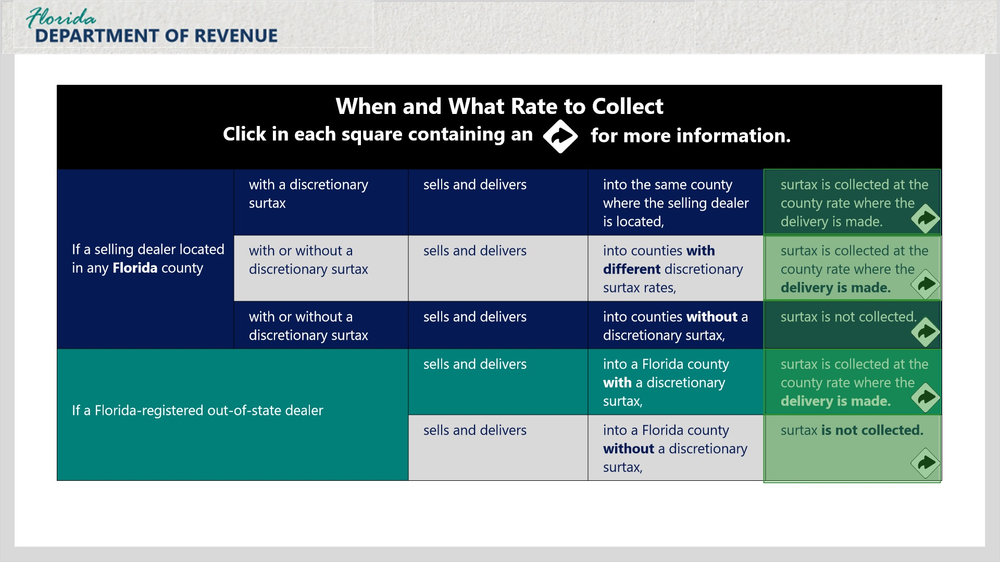 Florida
DEPARTMENT OF REVENUE
When and What Rate to Collect
Click in each square containing an for more information.
If a selling dealer located
in any Florida county
with a discretionary
surtax
sells and delivers
into the same county
where the selling dealer
is located,
surtax is collected at the
county rate where the
delivery is made.
with or without a
discretionary surtax
sells and delivers
into counties with
different discretionary
surtax rates,
surtax is collected at the
county rate where the
delivery is made.
with or without a
discretionary surtax
sells and delivers
into counties without a
discretionary surtax,
surtax is not collected.
If a Florida-registered out-of-state dealer
sells and delivers
into a Florida county
with a discretionary
surtax,
surtax is collected at the
county rate where the
delivery is made.
sells and delivers
into a Florida county
without a discretionary
surtax,
surtax is not collected.